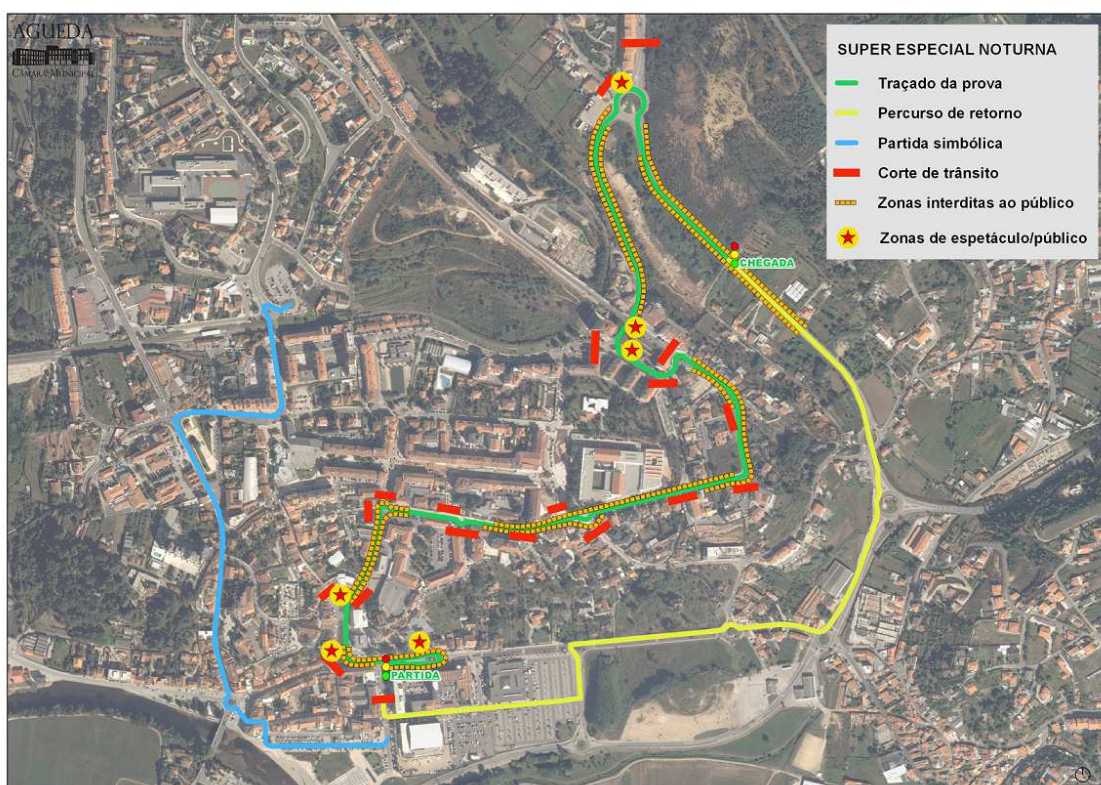 ÁGUEDA
CÂMARA MUNICIPAL
SUPER ESPECIAL NOTURNA
Traçado da prova
Percurso de retorno
Partida simbólica
Corte de trânsito
Zonas interditas ao público
Zonas de espetáculo/público
CHEGADA
PARTIDA